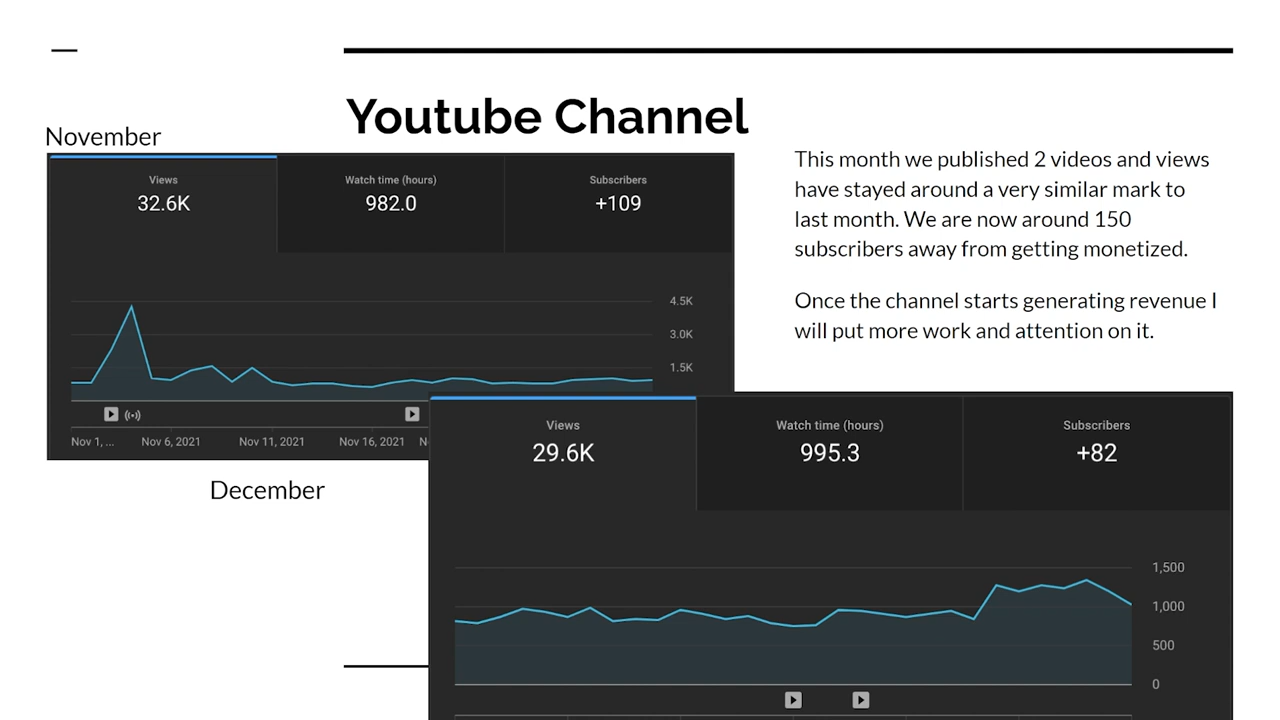 Youtube Channel
November
Views
32.6K
Watch time (hours)
982.0
Subscribers
+109
4.5K
3.0K
1.5K
Nov 1, ...
Nov 6, 2021
Nov 11, 2021
Nov 16, 2021
This month we published 2 videos and views
have stayed around a very similar mark to
last month. We are now around 150
subscribers away from getting monetized.
Once the channel starts generating revenue I
will put more work and attention on it.
December
Views
29.6K
Watch time (hours)
995.3
Subscribers
+82
1,500
1,000
500
0